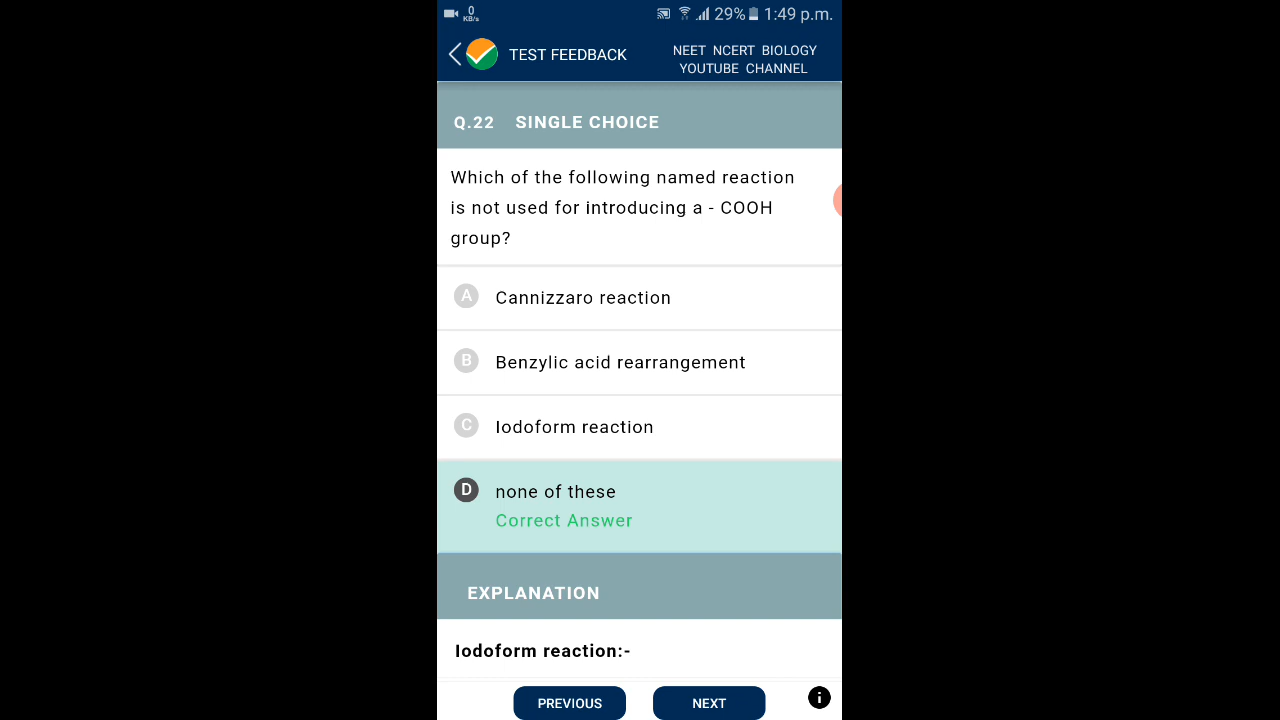 0
KB/s
29% 1:49 p.m.
TEST FEEDBACK
NEET NCERT BIOLOGY
YOUTUBE CHANNEL
Q.22 SINGLE CHOICE
Which of the following named reaction
is not used for introducing a - COOH
group?
A Cannizzaro reaction
B Benzylic acid rearrangement
C Iodoform reaction
D none of these
Correct Answer
EXPLANATION
Iodoform reaction:-
PREVIOUS NEXT i